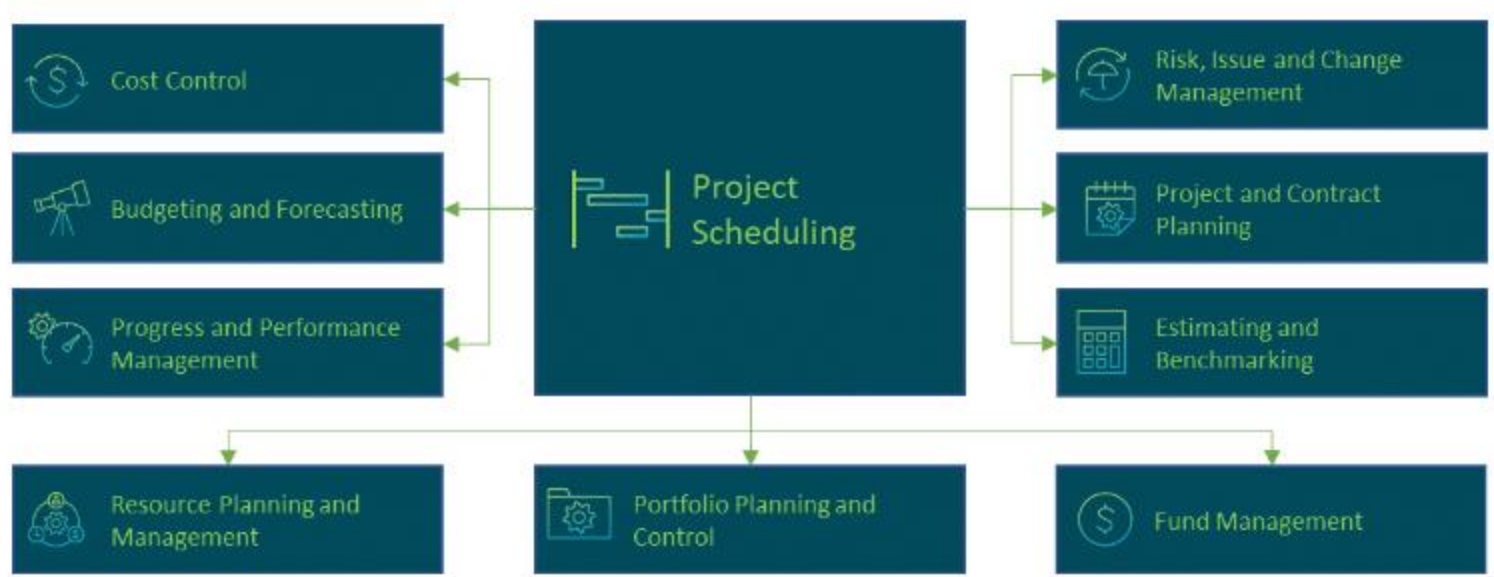 Cost Control
Budgeting and Forecasting
Progress and Performance
Management
Project
Scheduling
Risk, Issue and Change
Management
Project and Contract
Planning
Estimating and
Benchmarking
Resource Planning and
Management
Portfolio Planning and
Control
Fund Management